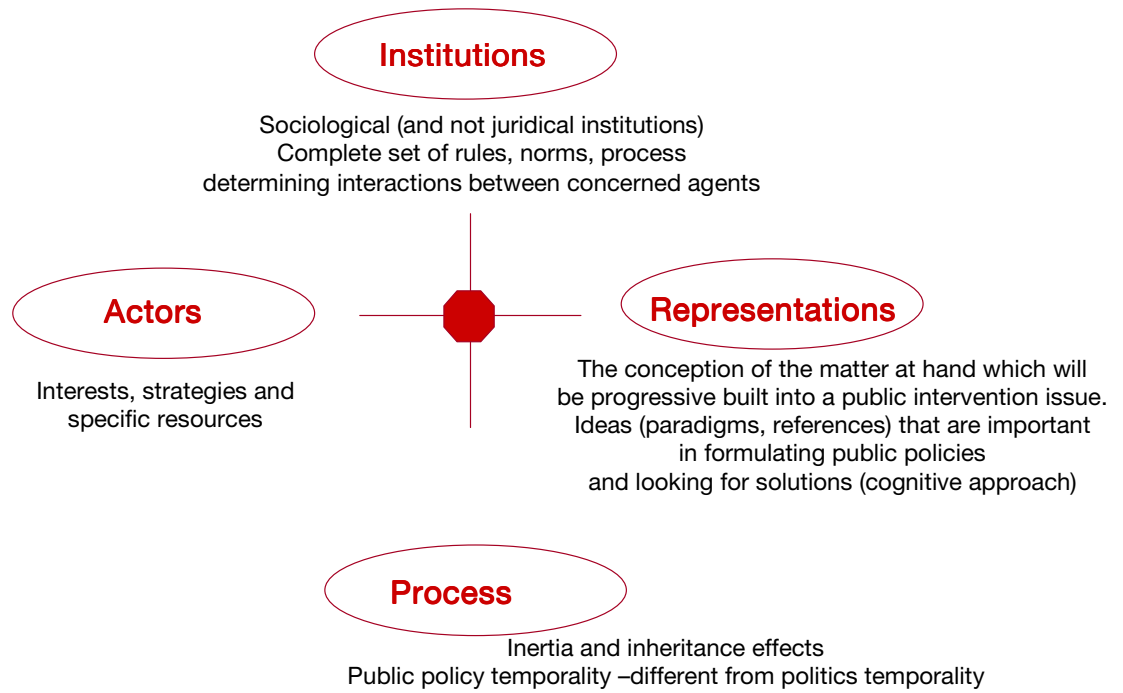 Institutions
Sociological (and not juridical institutions)
Complete set of rules, norms, process
determining interactions between concerned agents
Actors
Interests, strategies and
specific resources
Representations
The conception of the matter at hand which will
be progressive built into a public intervention issue.
Ideas (paradigms, references) that are important
in formulating public policies
and looking for solutions (cognitive approach)
Process
Inertia and inheritance effects
Public policy temporality –different from politics temporality